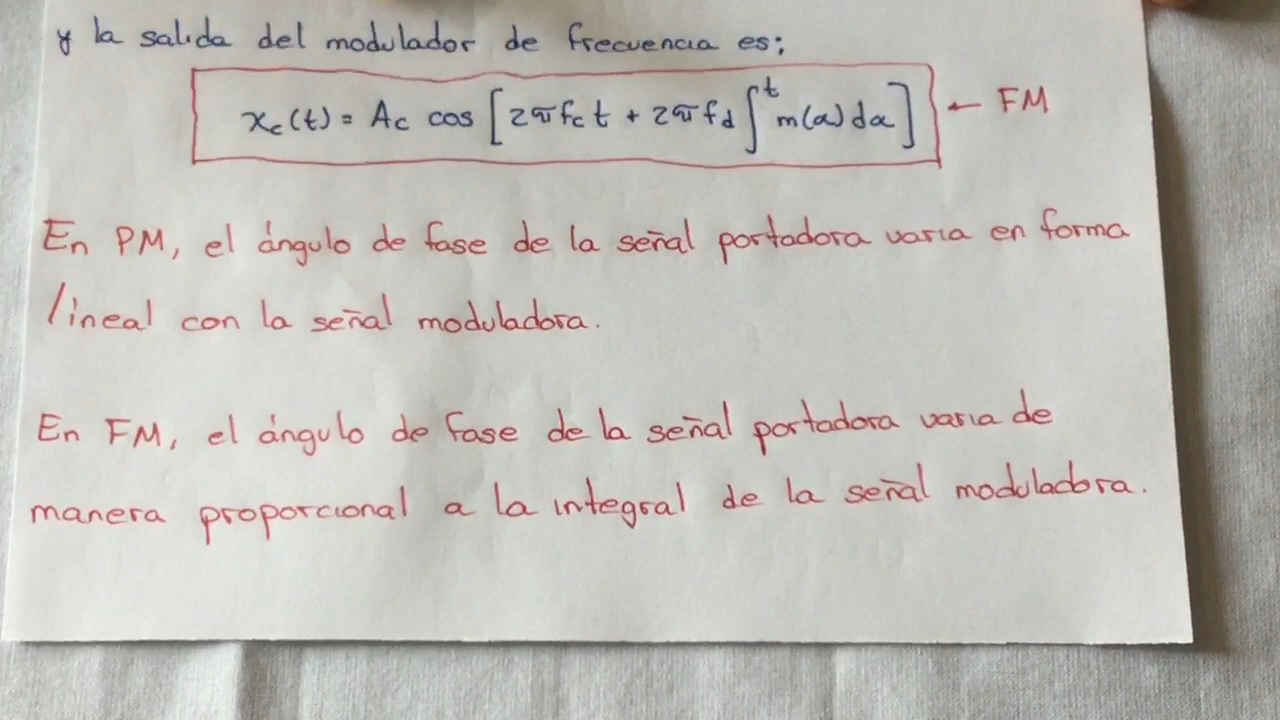 y la salida del modulador de frecuencia es:
x_c(t) = A_c cos [2πf_c t + 2πf_d ∫^t m(α) dα] ← FM
En PM, el ángulo de fase de la señal portadora varia en forma
lineal con la señal moduladora.
En FM, el ángulo de fase de la señal portadora varia de
manera proporcional a la integral de la señal moduladora.